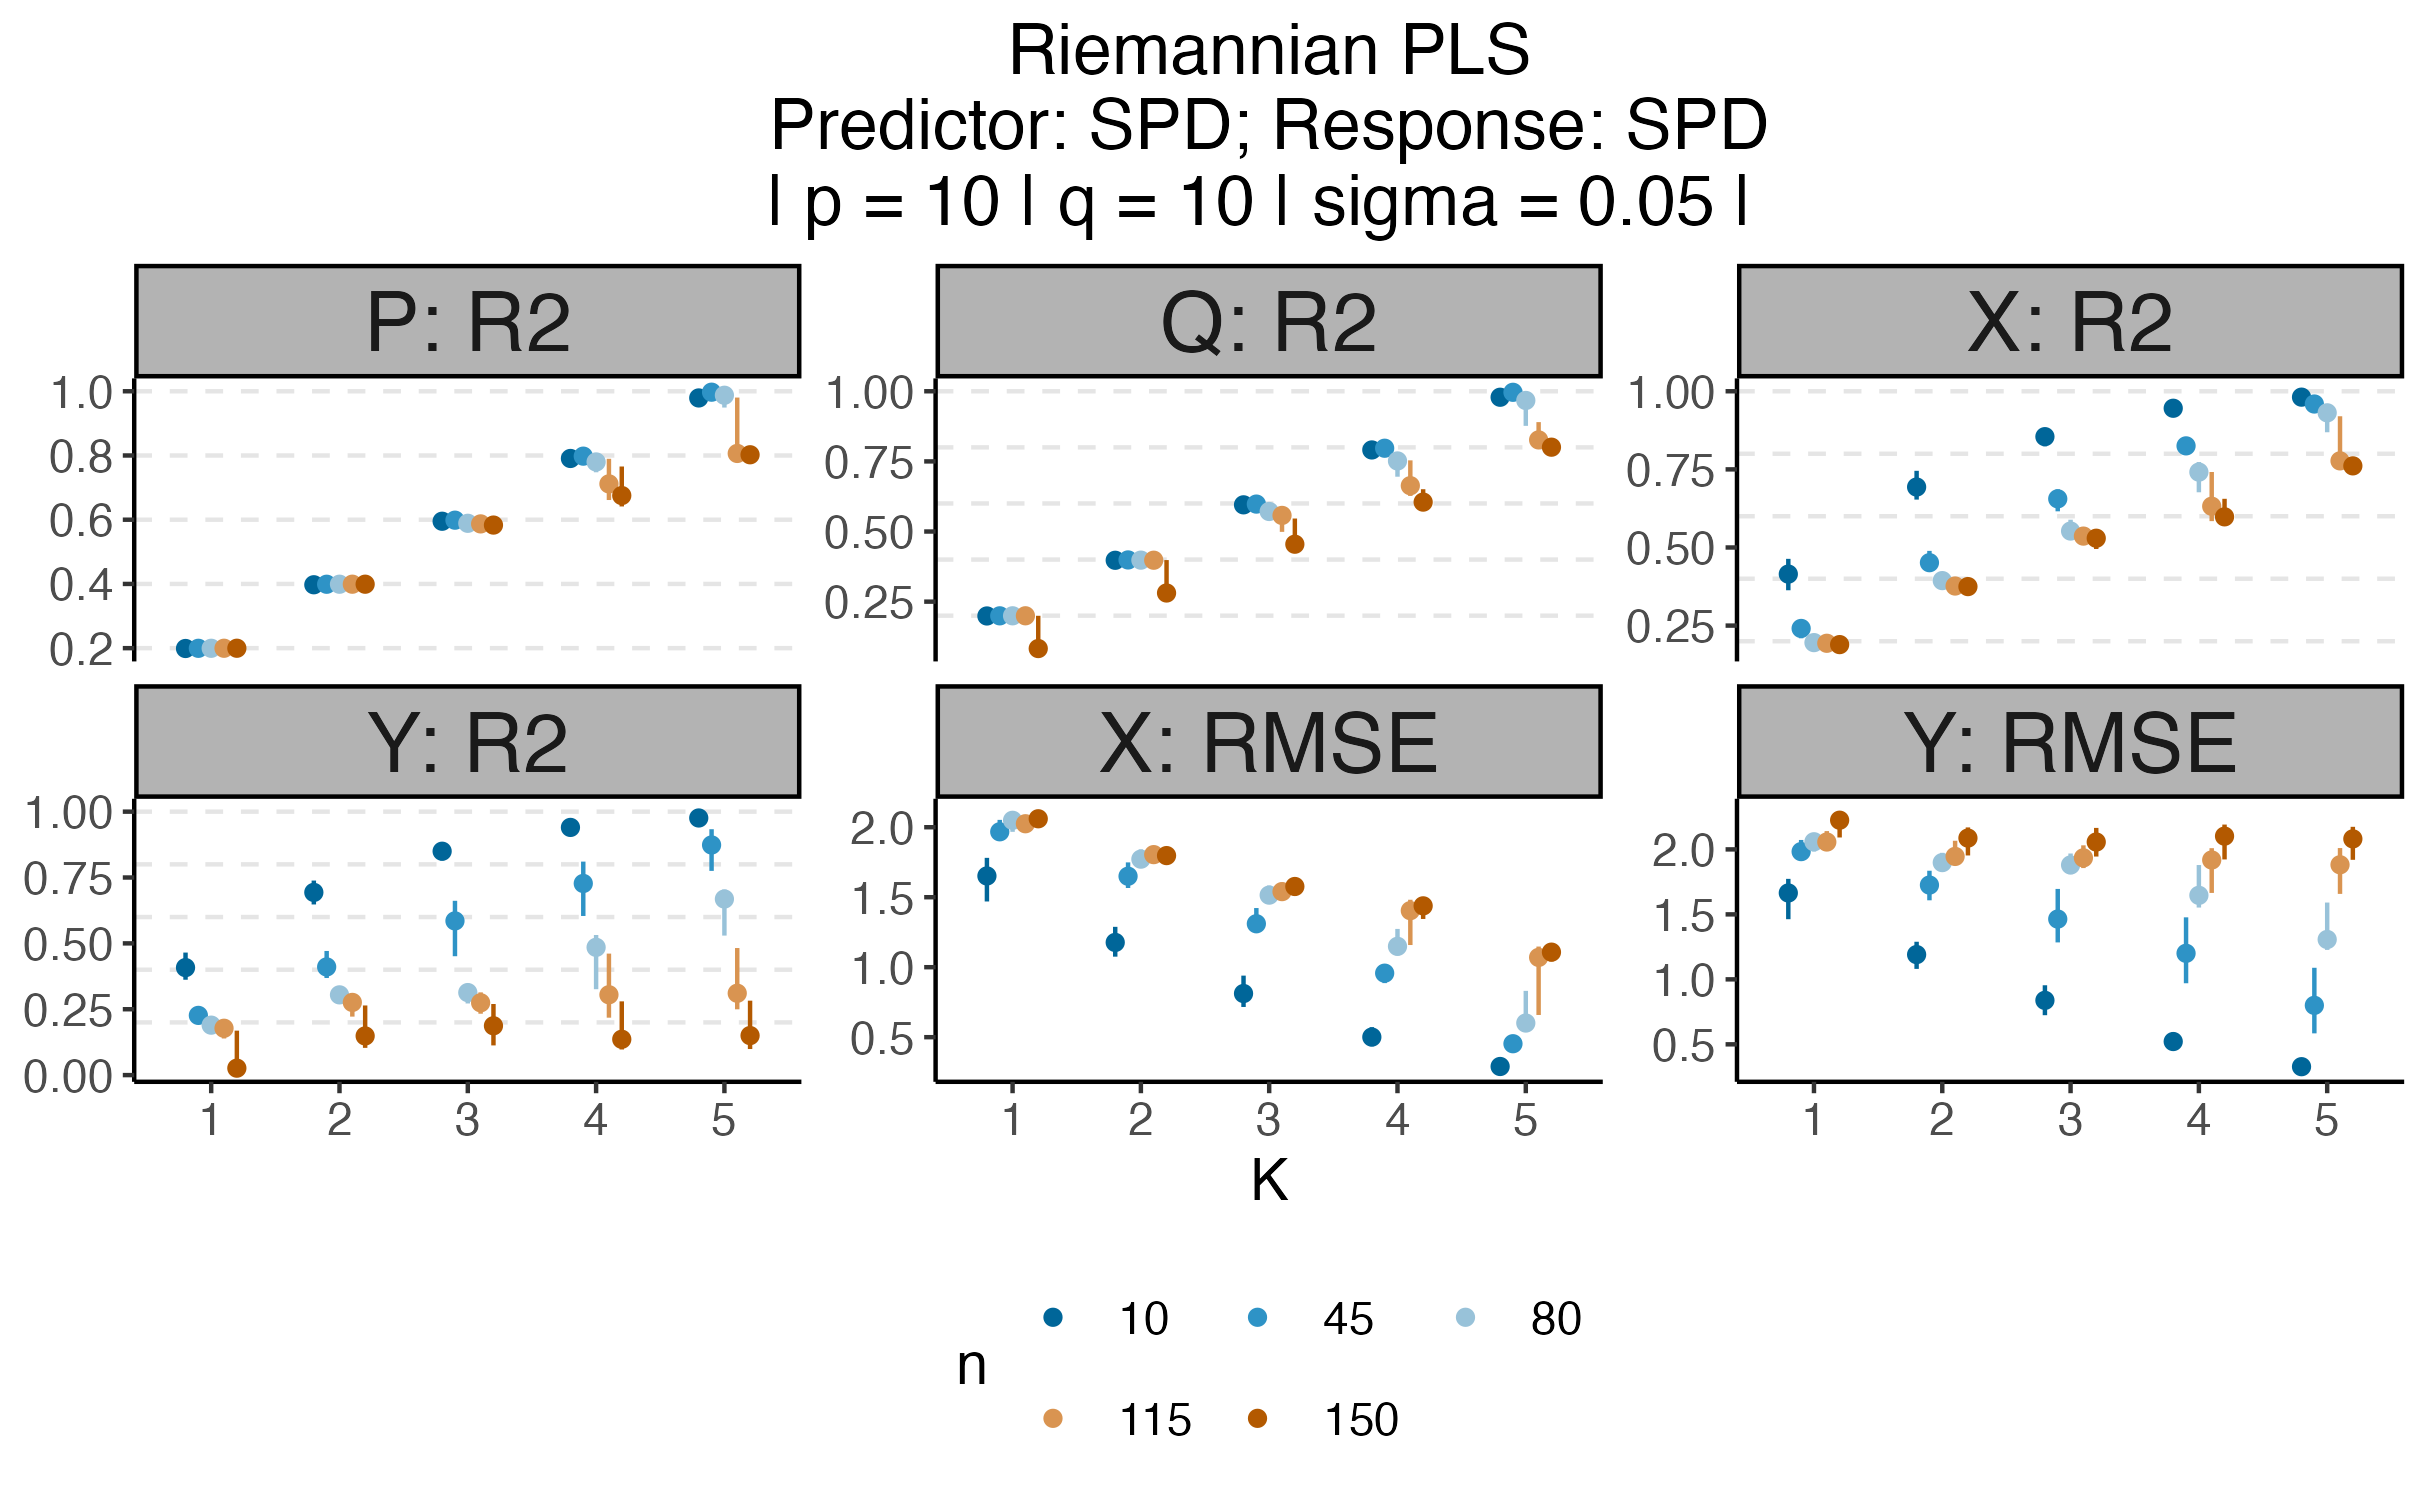 Riemannian PLS
Predictor: SPD; Response: SPD
| p = 10 | q = 10 | sigma = 0.05 |
P: R2
Q: R2
X: R2
1.0
0.8
0.6
0.4
0.2
1.00
0.75
0.50
0.25
1.00
0.75
0.50
0.25
Y: R2
X: RMSE
Y: RMSE
1.00
0.75
0.50
0.25
0.00
2.0
1.5
1.0
0.5
2.0
1.5
1.0
0.5
1 2 3 4 5
1 2 3 4 5
1 2 3 4 5
K
n
10 45 80
115 150